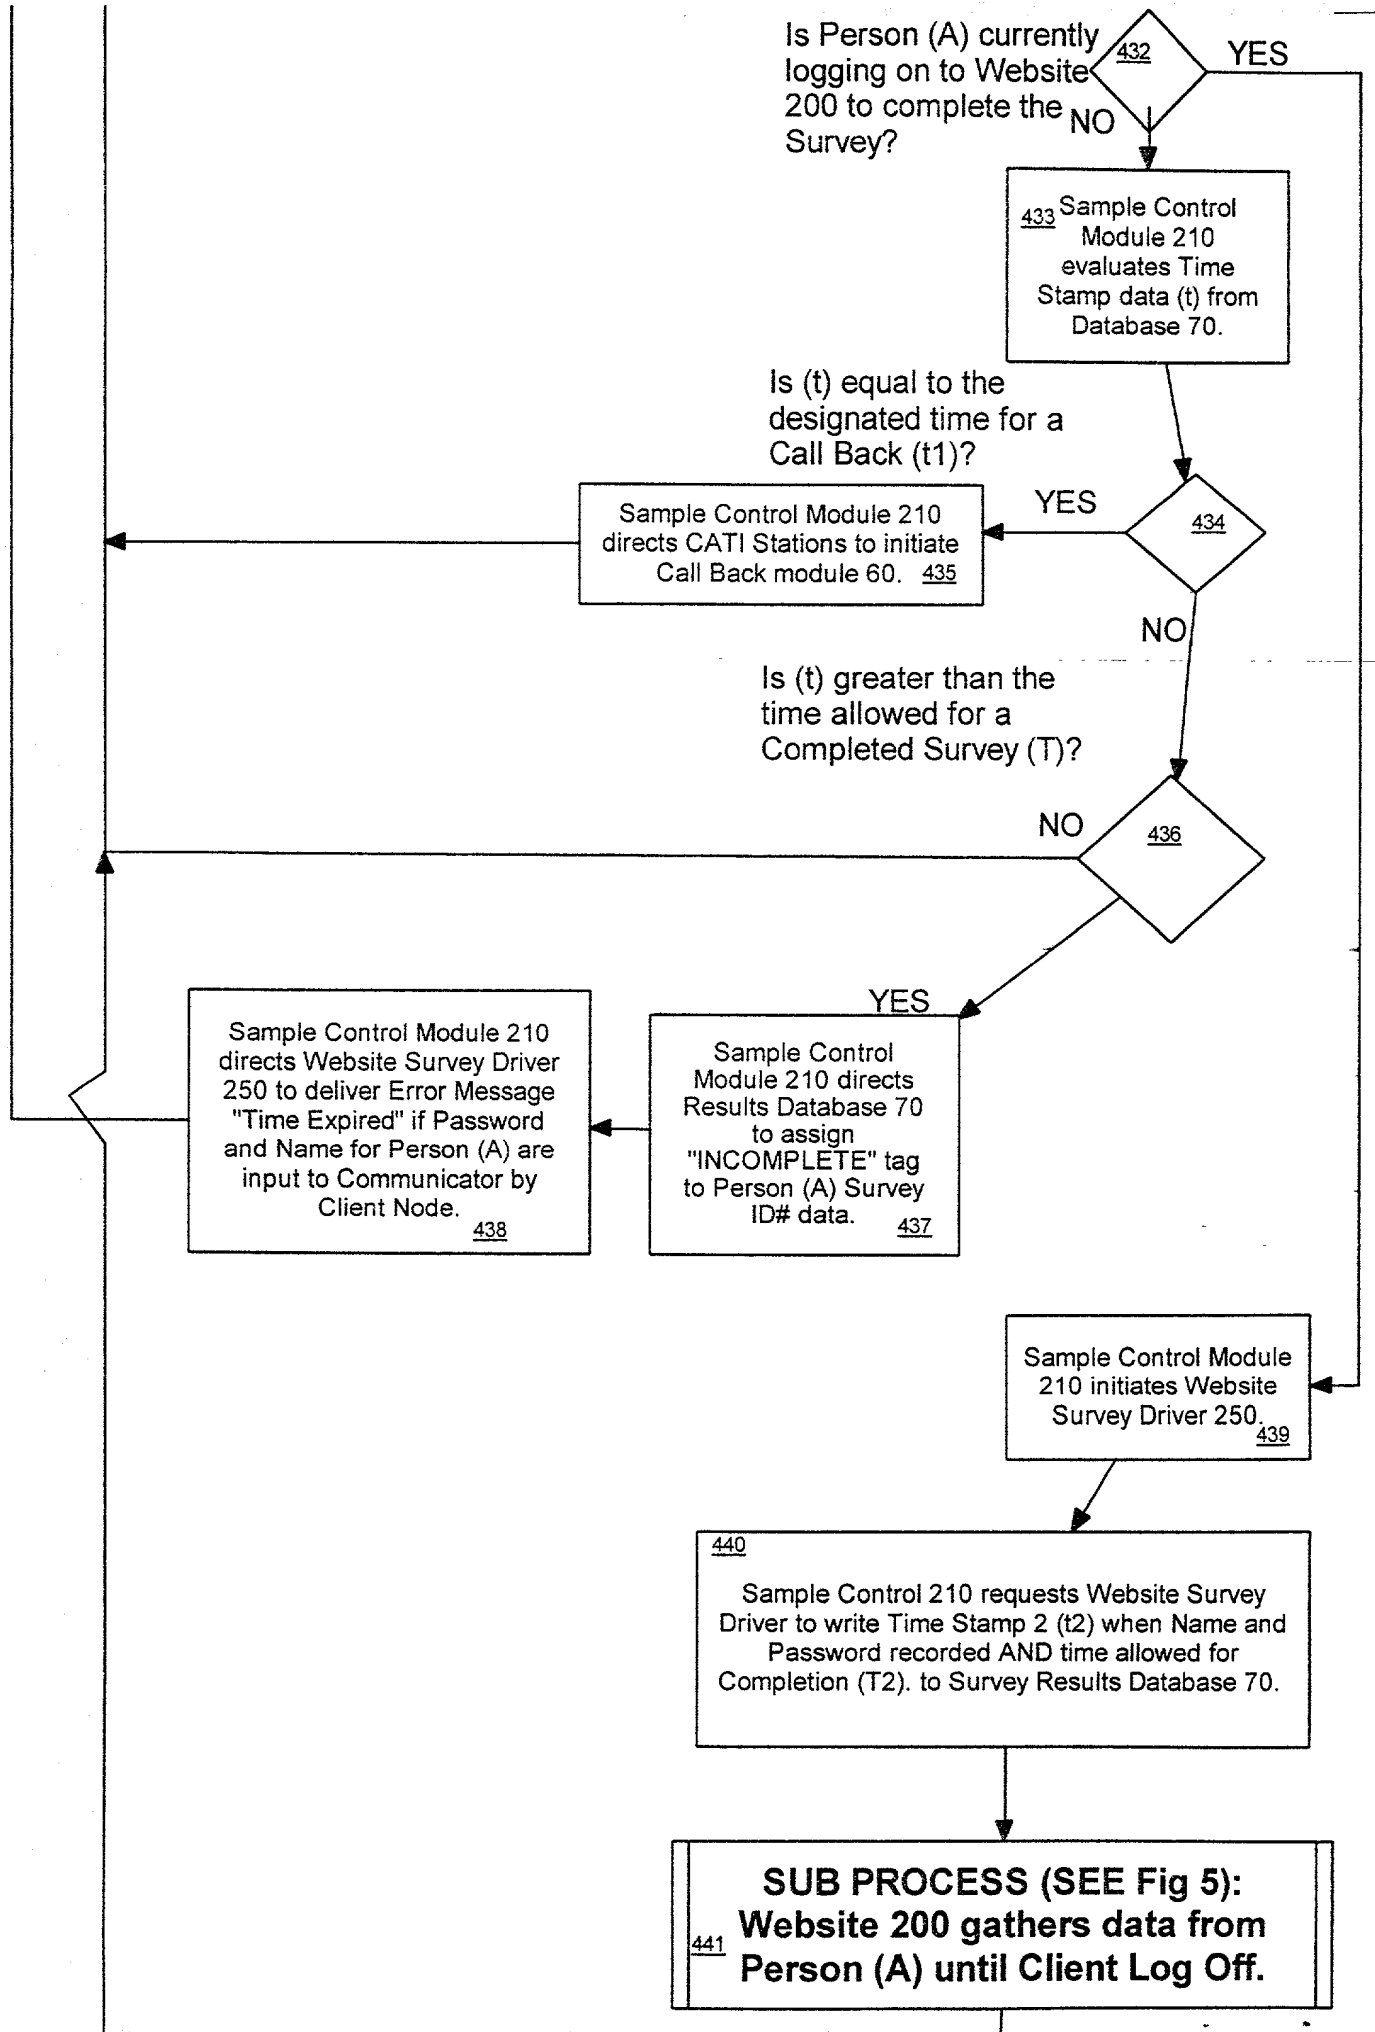 Is Person (A) currently
logging on to Website
200 to complete the
Survey?
432
YES
NO
433 Sample Control
Module 210
evaluates Time
Stamp data (t) from
Database 70.
Is (t) equal to the
designated time for a
Call Back (t1)?
434
YES
Sample Control Module 210
directs CATI Stations to initiate
Call Back module 60. 435
NO
Is (t) greater than the
time allowed for a
Completed Survey (T)?
436
NO
YES
Sample Control
Module 210 directs
Results Database 70
to assign
"INCOMPLETE" tag
to Person (A) Survey
ID# data.
437
Sample Control Module 210
directs Website Survey Driver
250 to deliver Error Message
"Time Expired" if Password
and Name for Person (A) are
input to Communicator by
Client Node.
438
Sample Control Module
210 initiates Website
Survey Driver 250.
439
440
Sample Control 210 requests Website Survey
Driver to write Time Stamp 2 (t2) when Name and
Password recorded AND time allowed for
Completion (T2). to Survey Results Database 70.
SUB PROCESS (SEE Fig 5):
Website 200 gathers data from
441 Person (A) until Client Log Off.